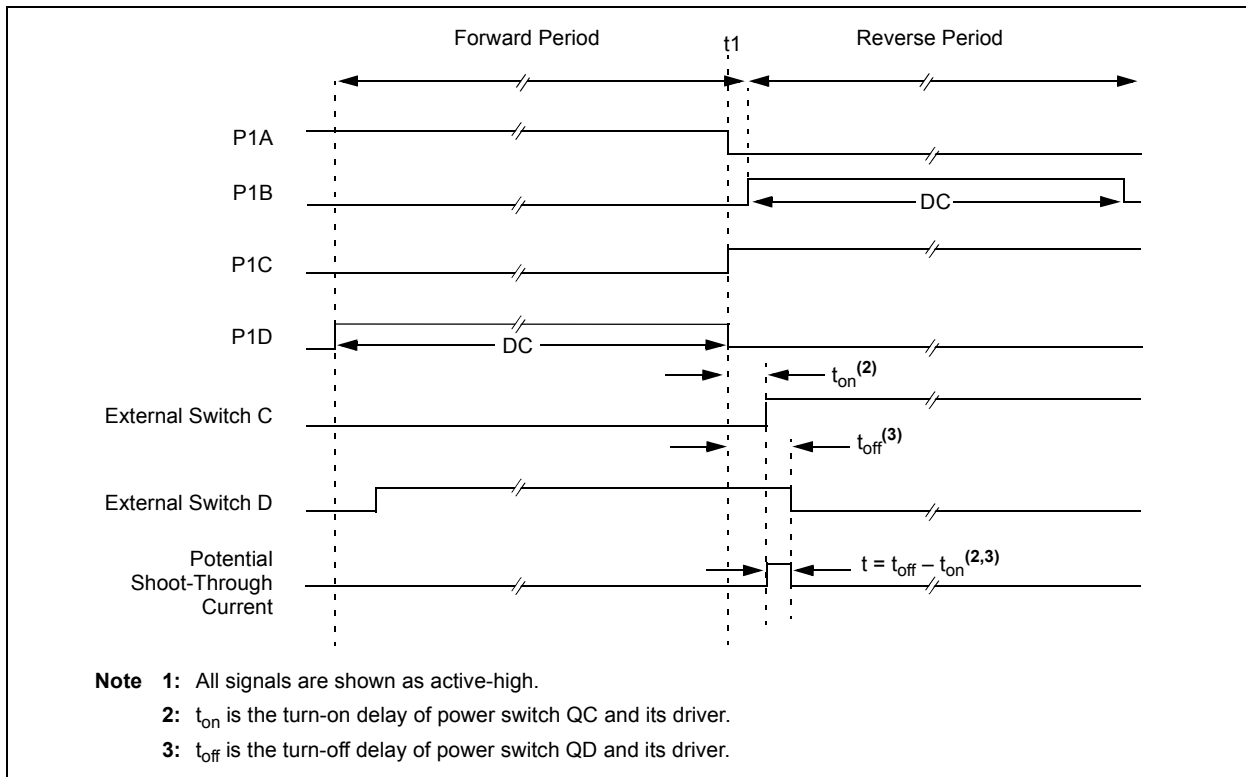 Forward Period
t1
Reverse Period
P1A
P1B
DC
P1C
P1D
DC
ton(2)
External Switch C
toff(3)
External Switch D
Potential
Shoot-Through
Current
t = toff – ton(2,3)
Note 1: All signals are shown as active-high.
2: ton is the turn-on delay of power switch QC and its driver.
3: toff is the turn-off delay of power switch QD and its driver.